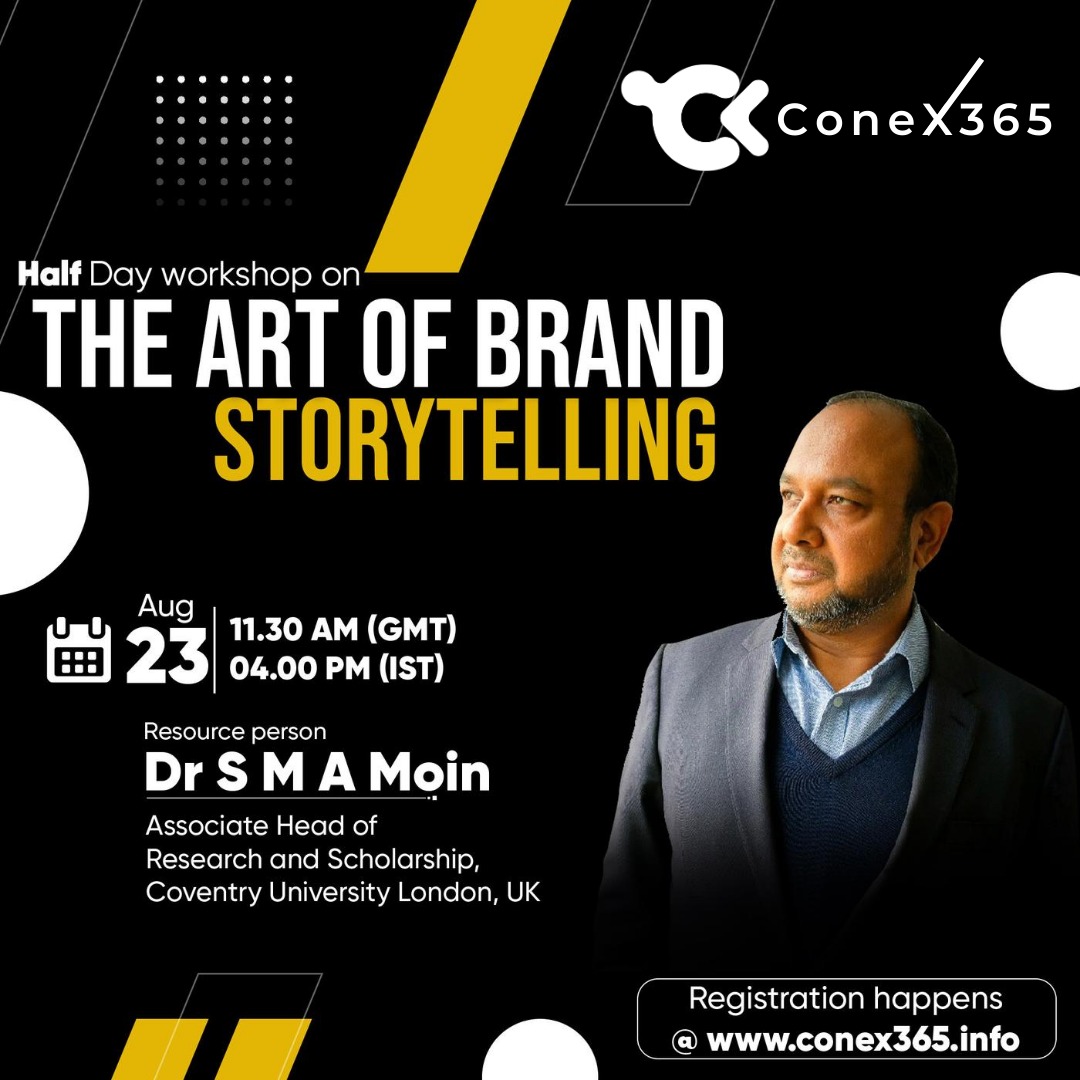 ConeX365
Half Day workshop on
THE ART OF BRAND
STORYTELLING
Aug
23
11.30 AM (GMT)
04.00 PM (IST)
Resource person
Dr S M A Moin
Associate Head of
Research and Scholarship,
Coventry University London, UK
Registration happens
@ www.conex365.info